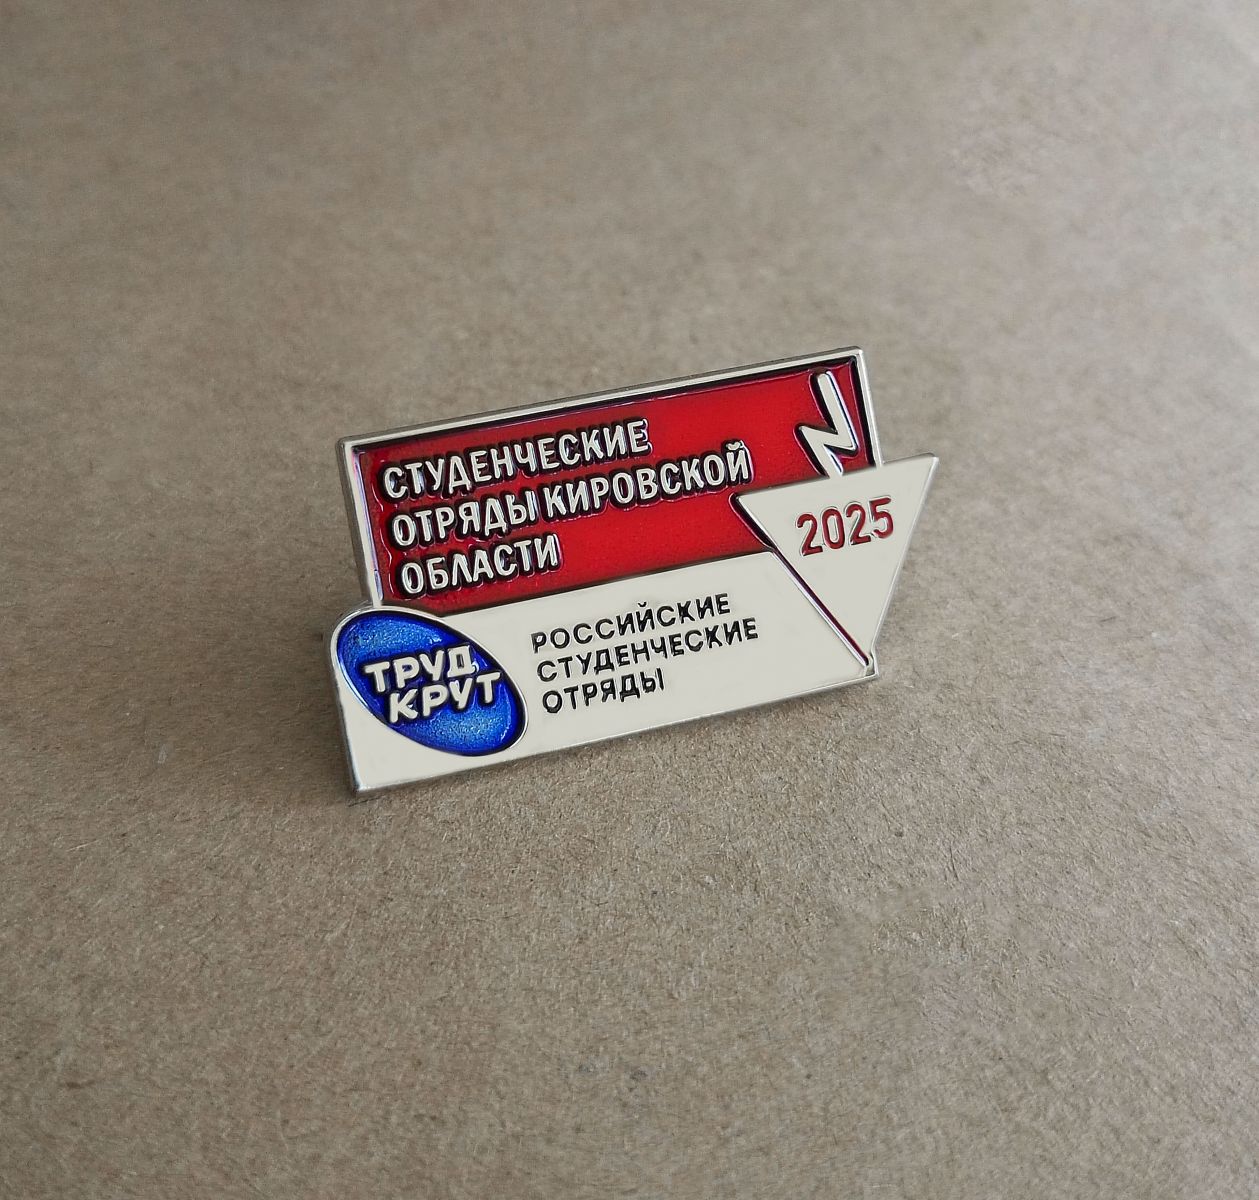 СТУДЕНЧЕСКИЕ
ОТРЯДЫ КИРОВСКОЙ
ОБЛАСТИ
2025
ТРУД
КРУТ
РОССИЙСКИЕ
СТУДЕНЧЕСКИЕ
ОТРЯДЫ